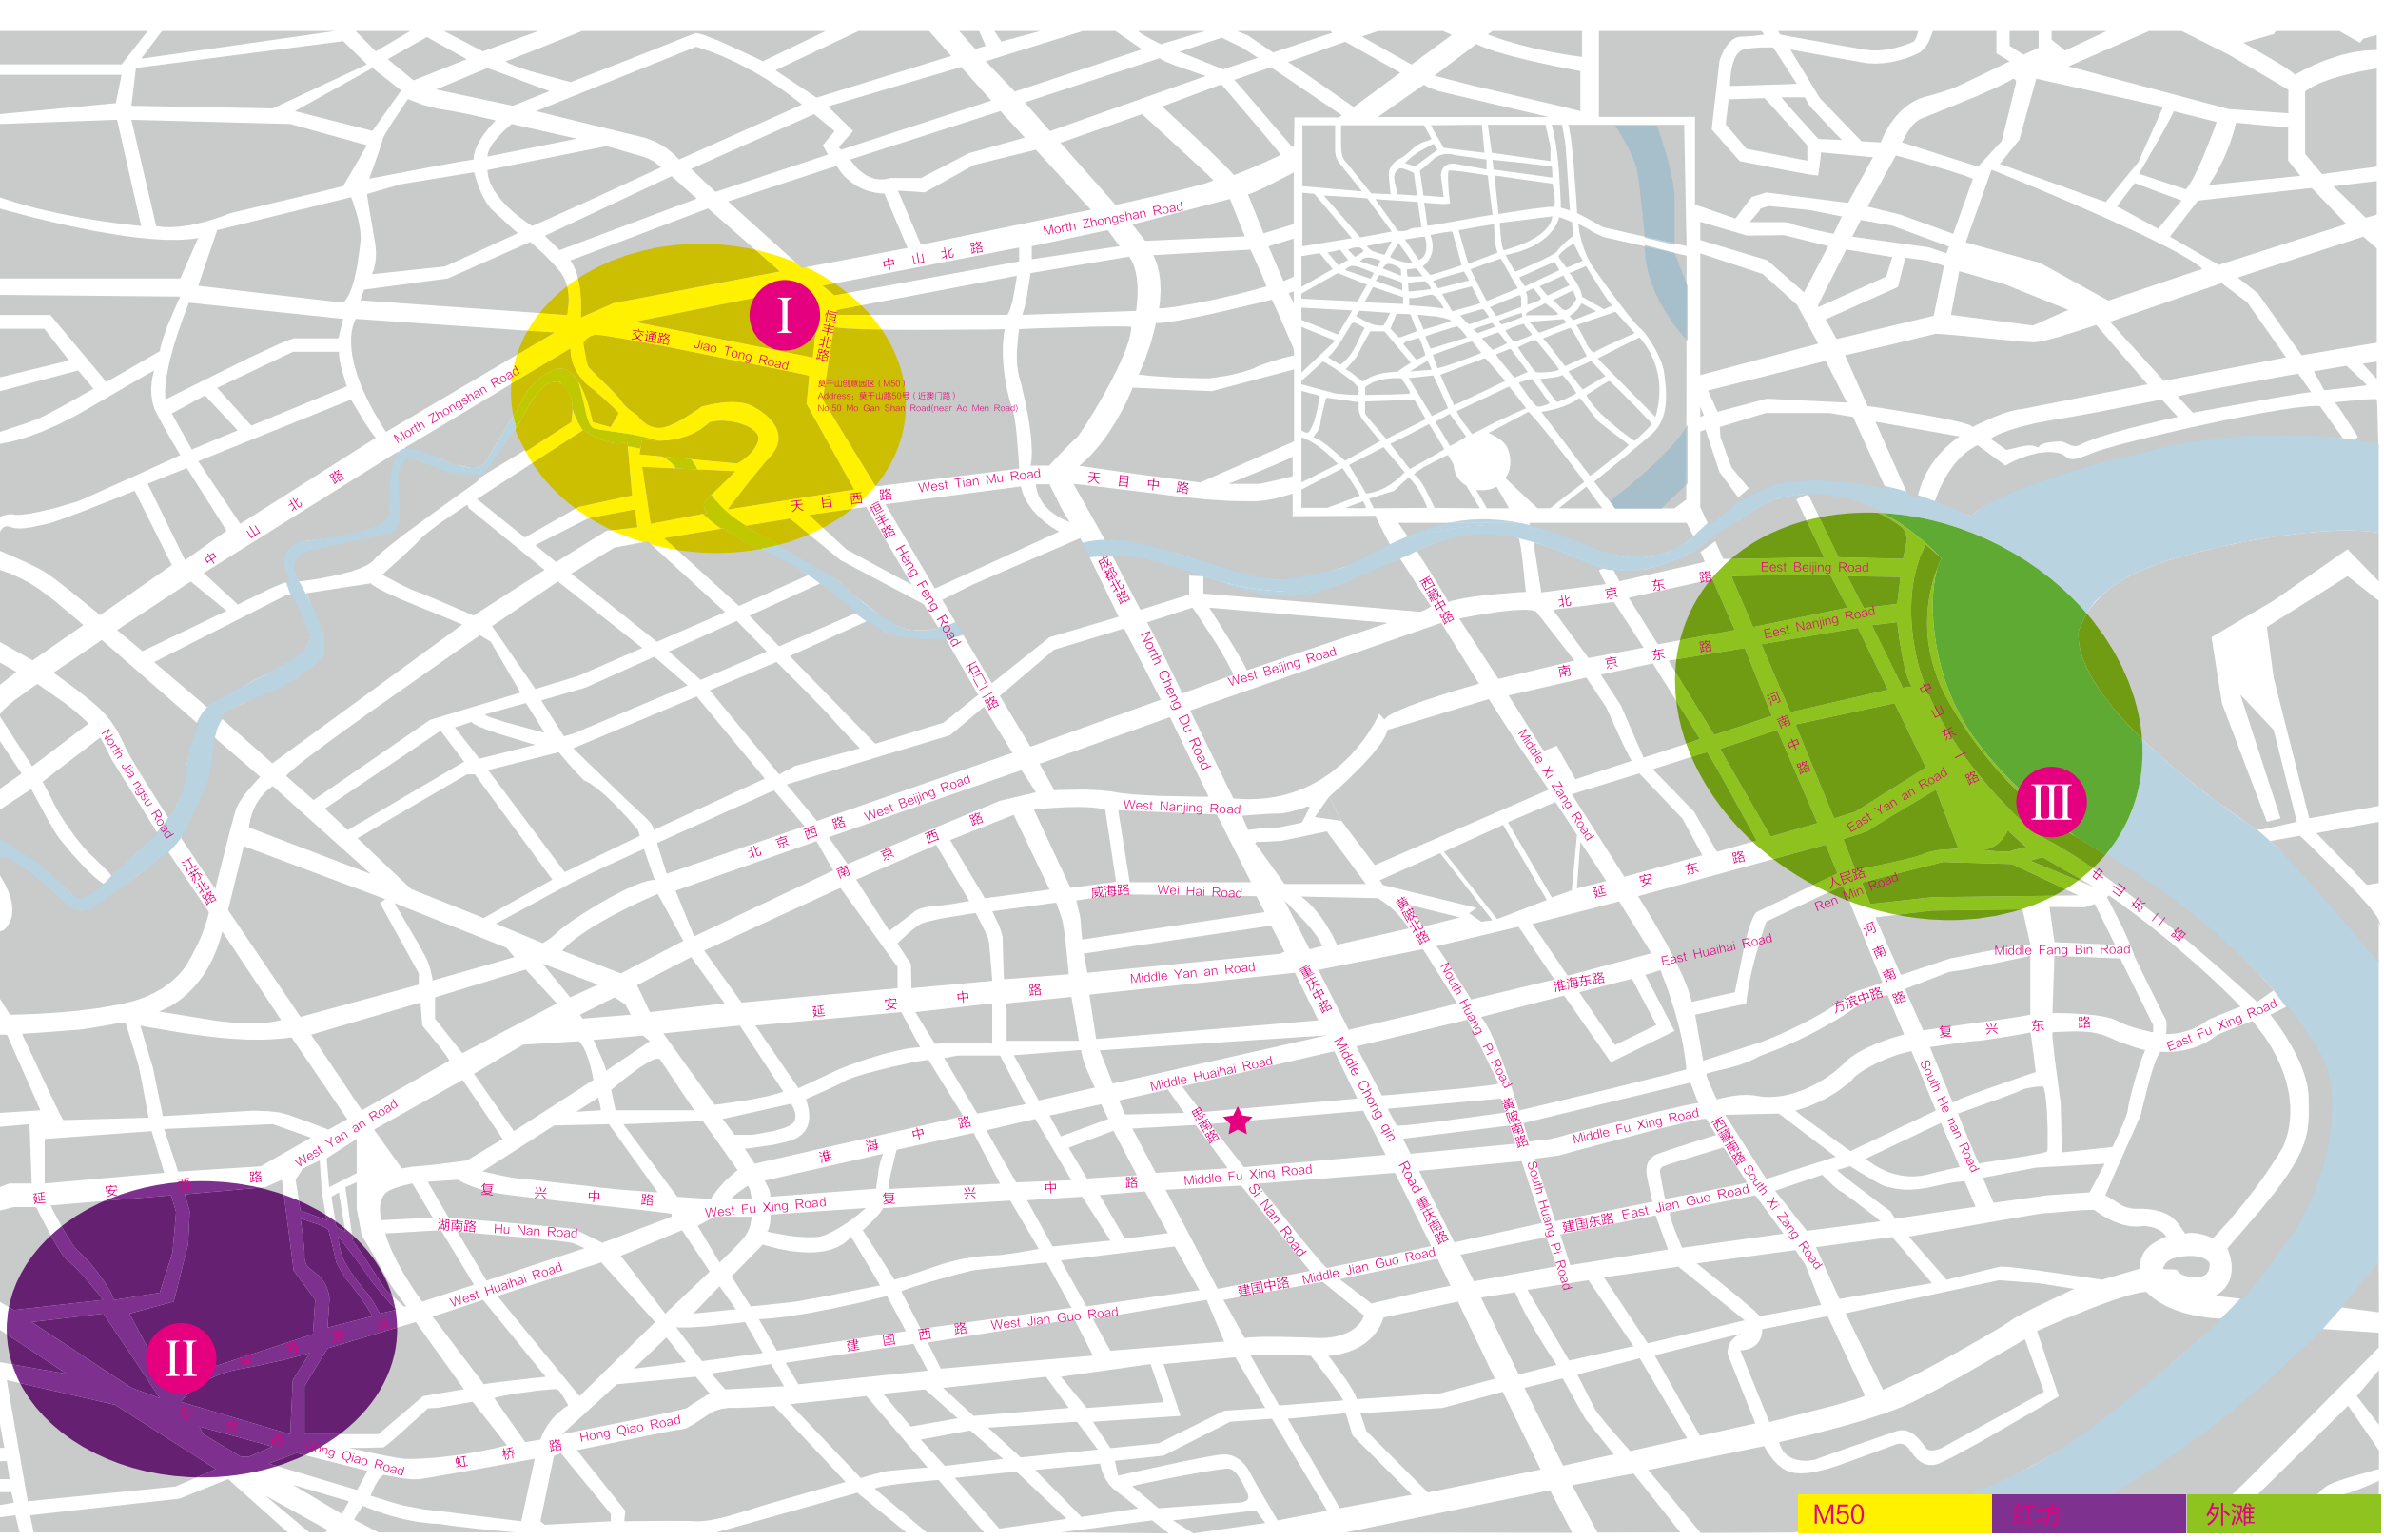 Morth Zhongshan Road
中山北路
I
恒丰北路
交通路 Jiao Tong Road
莫干山创意园区（M50）
Address：莫干山路50号（近澳门路）
No.50 Mo Gan Shan Road(near Ao Men Road)
Morth Zhongshan Road
中山北路
天目西路
West Tian Mu Road
天目中路
恒丰路 Heng Feng Road
石门二路
成都北路
North Cheng Du Road
西藏中路
Middle Xi Zang Road
北京东路
Eest Beijing Road
南京东路
Eest Nanjing Road
West Beijing Road
河南中路
中山东一路
III
East Yan an Road
人民路
Ren Min Road
中山东二路
North Jia ngsu Road
江苏北路
北京西路 West Beijing Road
南京西路
West Nanjing Road
威海路 Wei Hai Road
延安东路
黄陂北路
Nouth Huang Pi Road
East Huaihai Road
淮海东路
河南南路
Middle Fang Bin Road
方滨中路
复兴东路
East Fu Xing Road
South He nan Road
延安中路
Middle Yan an Road
重庆中路
Middle Chong qin Road
重庆南路
Middle Huaihai Road
淮海中路
思南路
Si Nan Road
黄陂南路
South Huang Pi Road
Middle Fu Xing Road
西藏南路 South Xi Zang Road
West Yan an Road
延安西路
复兴中路
West Fu Xing Road
复兴中路
Middle Fu Xing Road
湖南路 Hu Nan Road
West Huaihai Road
建国东路 East Jian Guo Road
建国中路 Middle Jian Guo Road
建国西路 West Jian Guo Road
II
Hong Qiao Road
虹桥路
Hong Qiao Road
M50
红坊
外滩